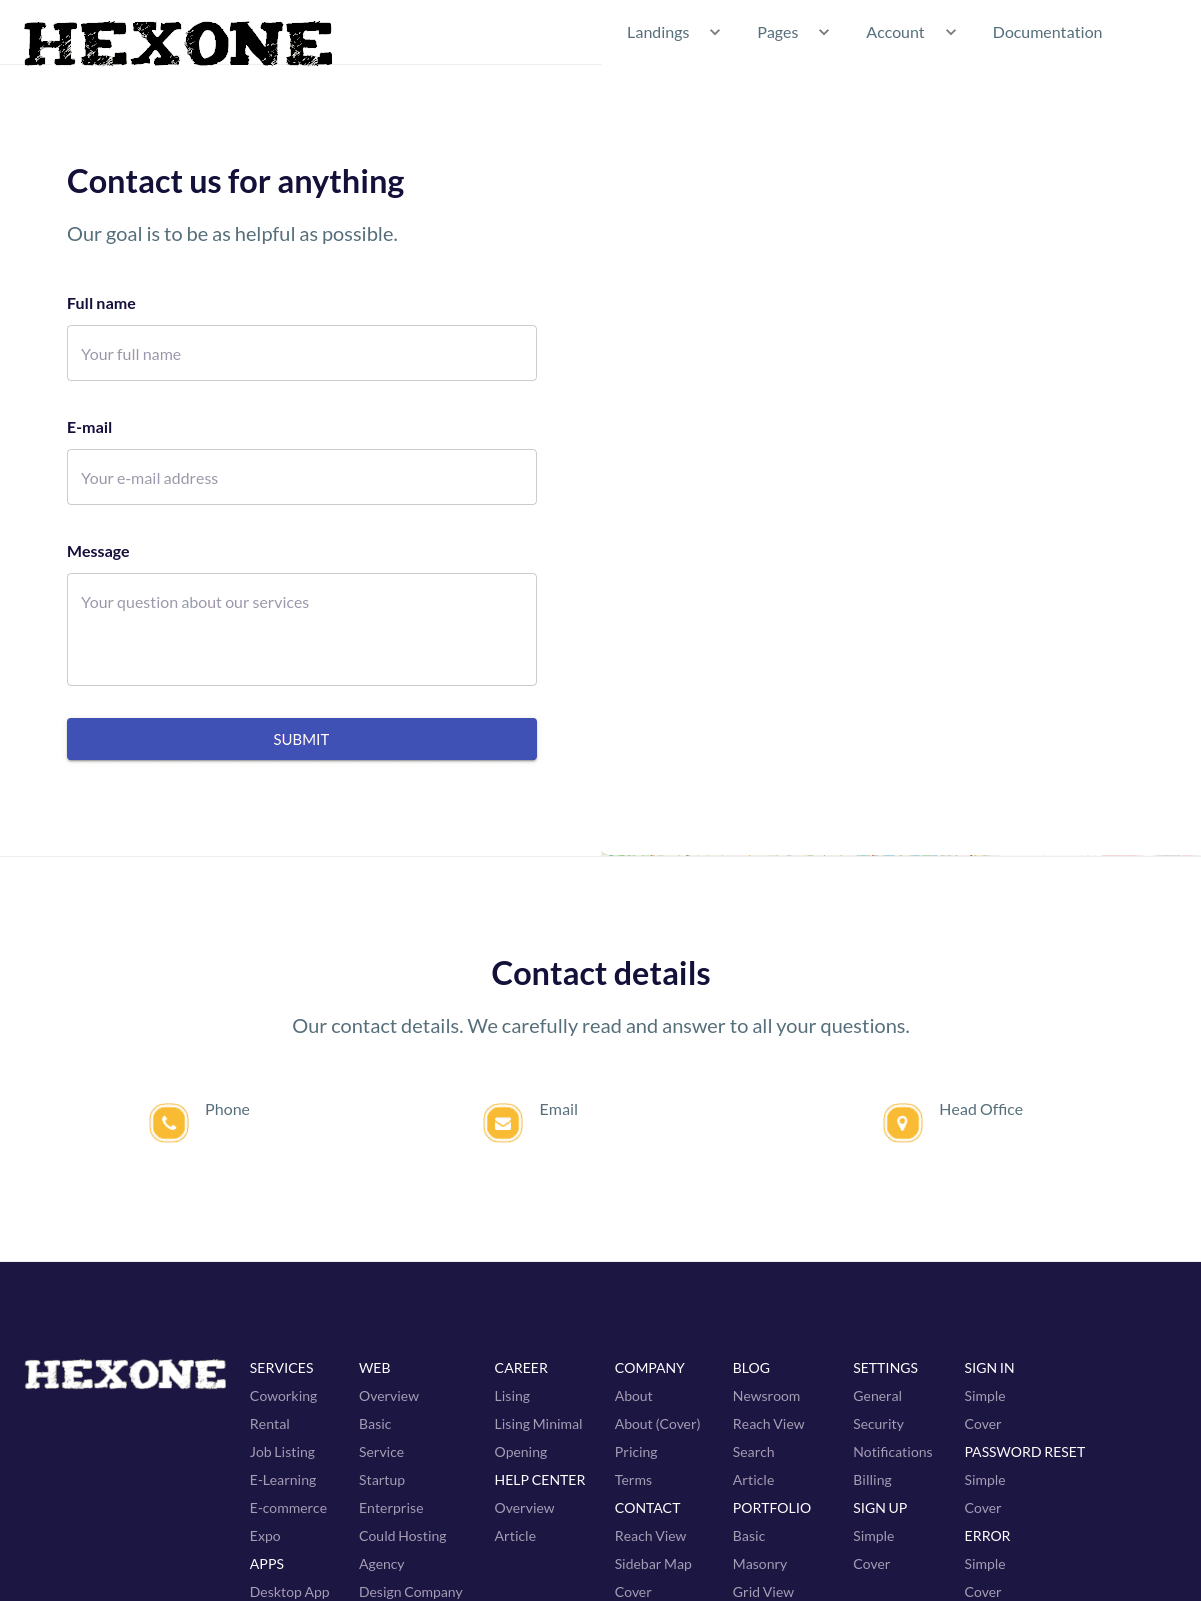 HEXONE
Landings Pages Account Documentation
Contact us for anything
Our goal is to be as helpful as possible.
Full name
Your full name
E-mail
Your e-mail address
Message
Your question about our services
SUBMIT
Contact details
Our contact details. We carefully read and answer to all your questions.
Phone
Email
Head Office
HEXONE
SERVICES
Coworking
Rental
Job Listing
E-Learning
E-commerce
Expo
APPS
Desktop App
WEB
Overview
Basic
Service
Startup
Enterprise
Could Hosting
Agency
Design Company
CAREER
Lising
Lising Minimal
Opening
HELP CENTER
Overview
Article
COMPANY
About
About (Cover)
Pricing
Terms
CONTACT
Reach View
Sidebar Map
Cover
BLOG
Newsroom
Reach View
Search
Article
PORTFOLIO
Basic
Masonry
Grid View
SETTINGS
General
Security
Notifications
Billing
SIGN UP
Simple
Cover
SIGN IN
Simple
Cover
PASSWORD RESET
Simple
Cover
ERROR
Simple
Cover